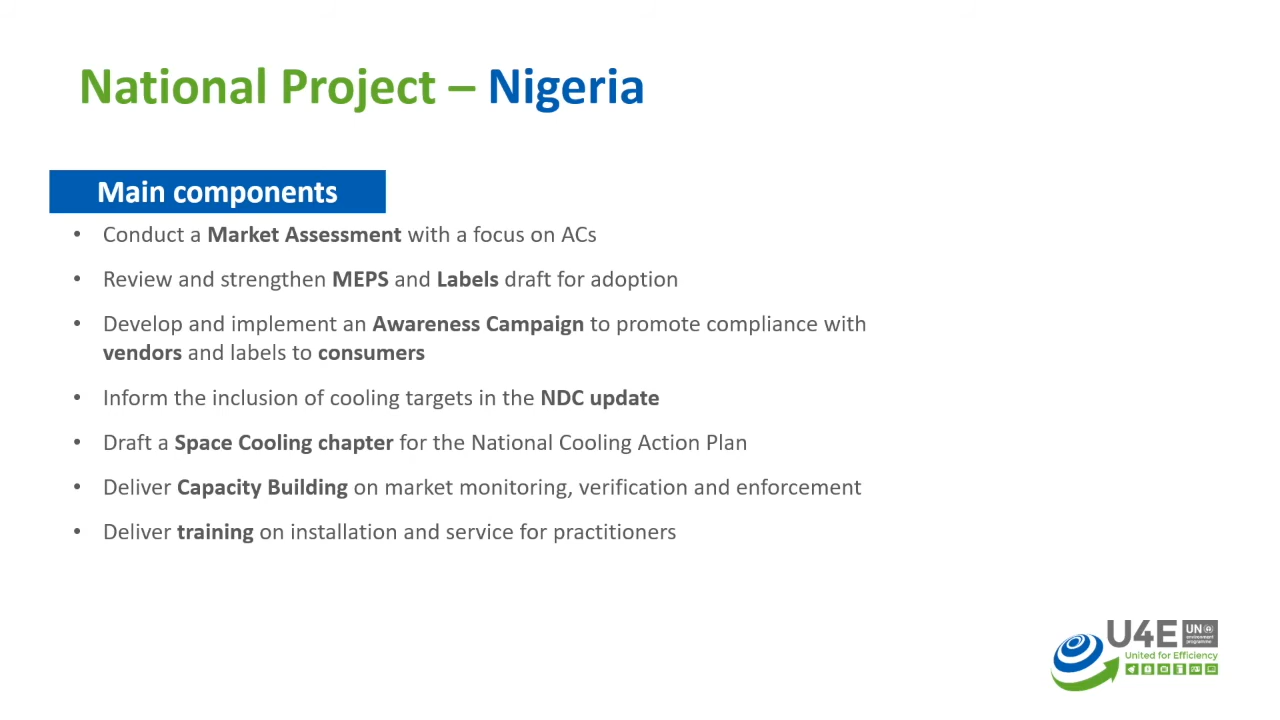 National Project – Nigeria
Main components
• Conduct a Market Assessment with a focus on ACs
• Review and strengthen MEPS and Labels draft for adoption
• Develop and implement an Awareness Campaign to promote compliance with
vendors and labels to consumers
• Inform the inclusion of cooling targets in the NDC update
• Draft a Space Cooling chapter for the National Cooling Action Plan
• Deliver Capacity Building on market monitoring, verification and enforcement
• Deliver training on installation and service for practitioners
U4E UN
environment
programme
United for Efficiency